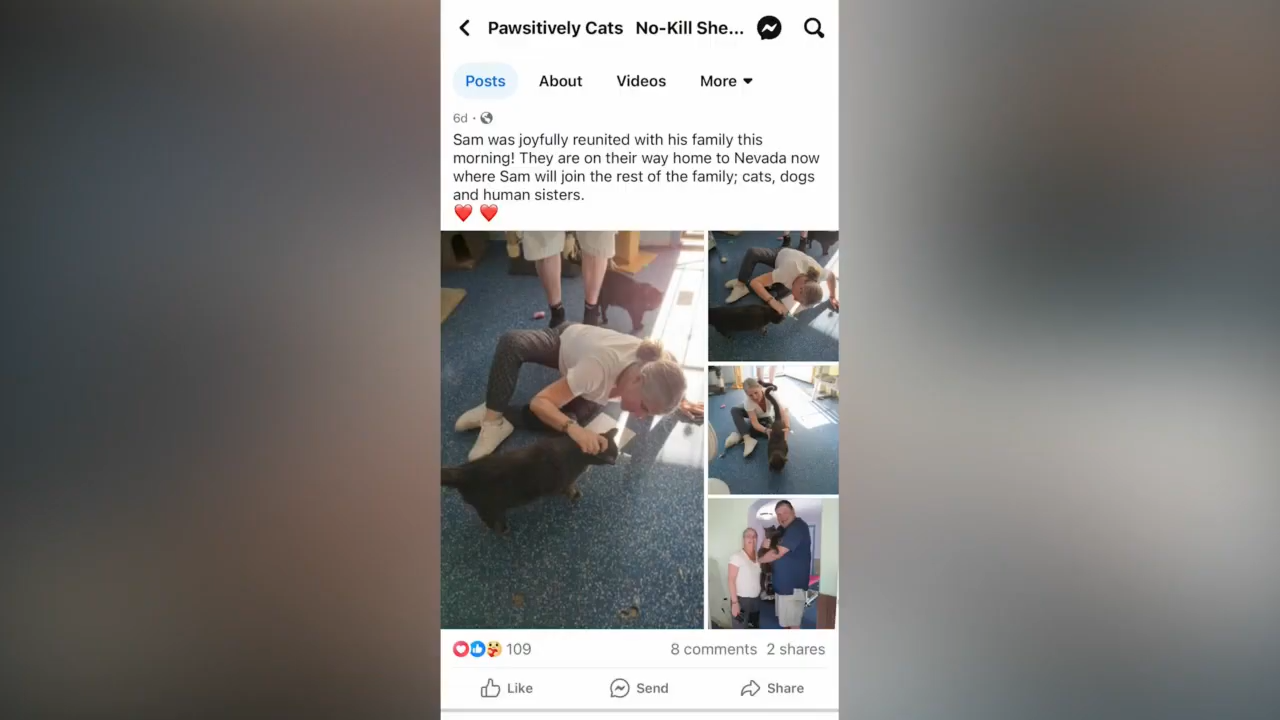 Pawsitively Cats No-Kill She...
Posts About Videos More
6d ·
Sam was joyfully reunited with his family this
morning! They are on their way home to Nevada now
where Sam will join the rest of the family; cats, dogs
and human sisters.
109 8 comments 2 shares
Like Send Share